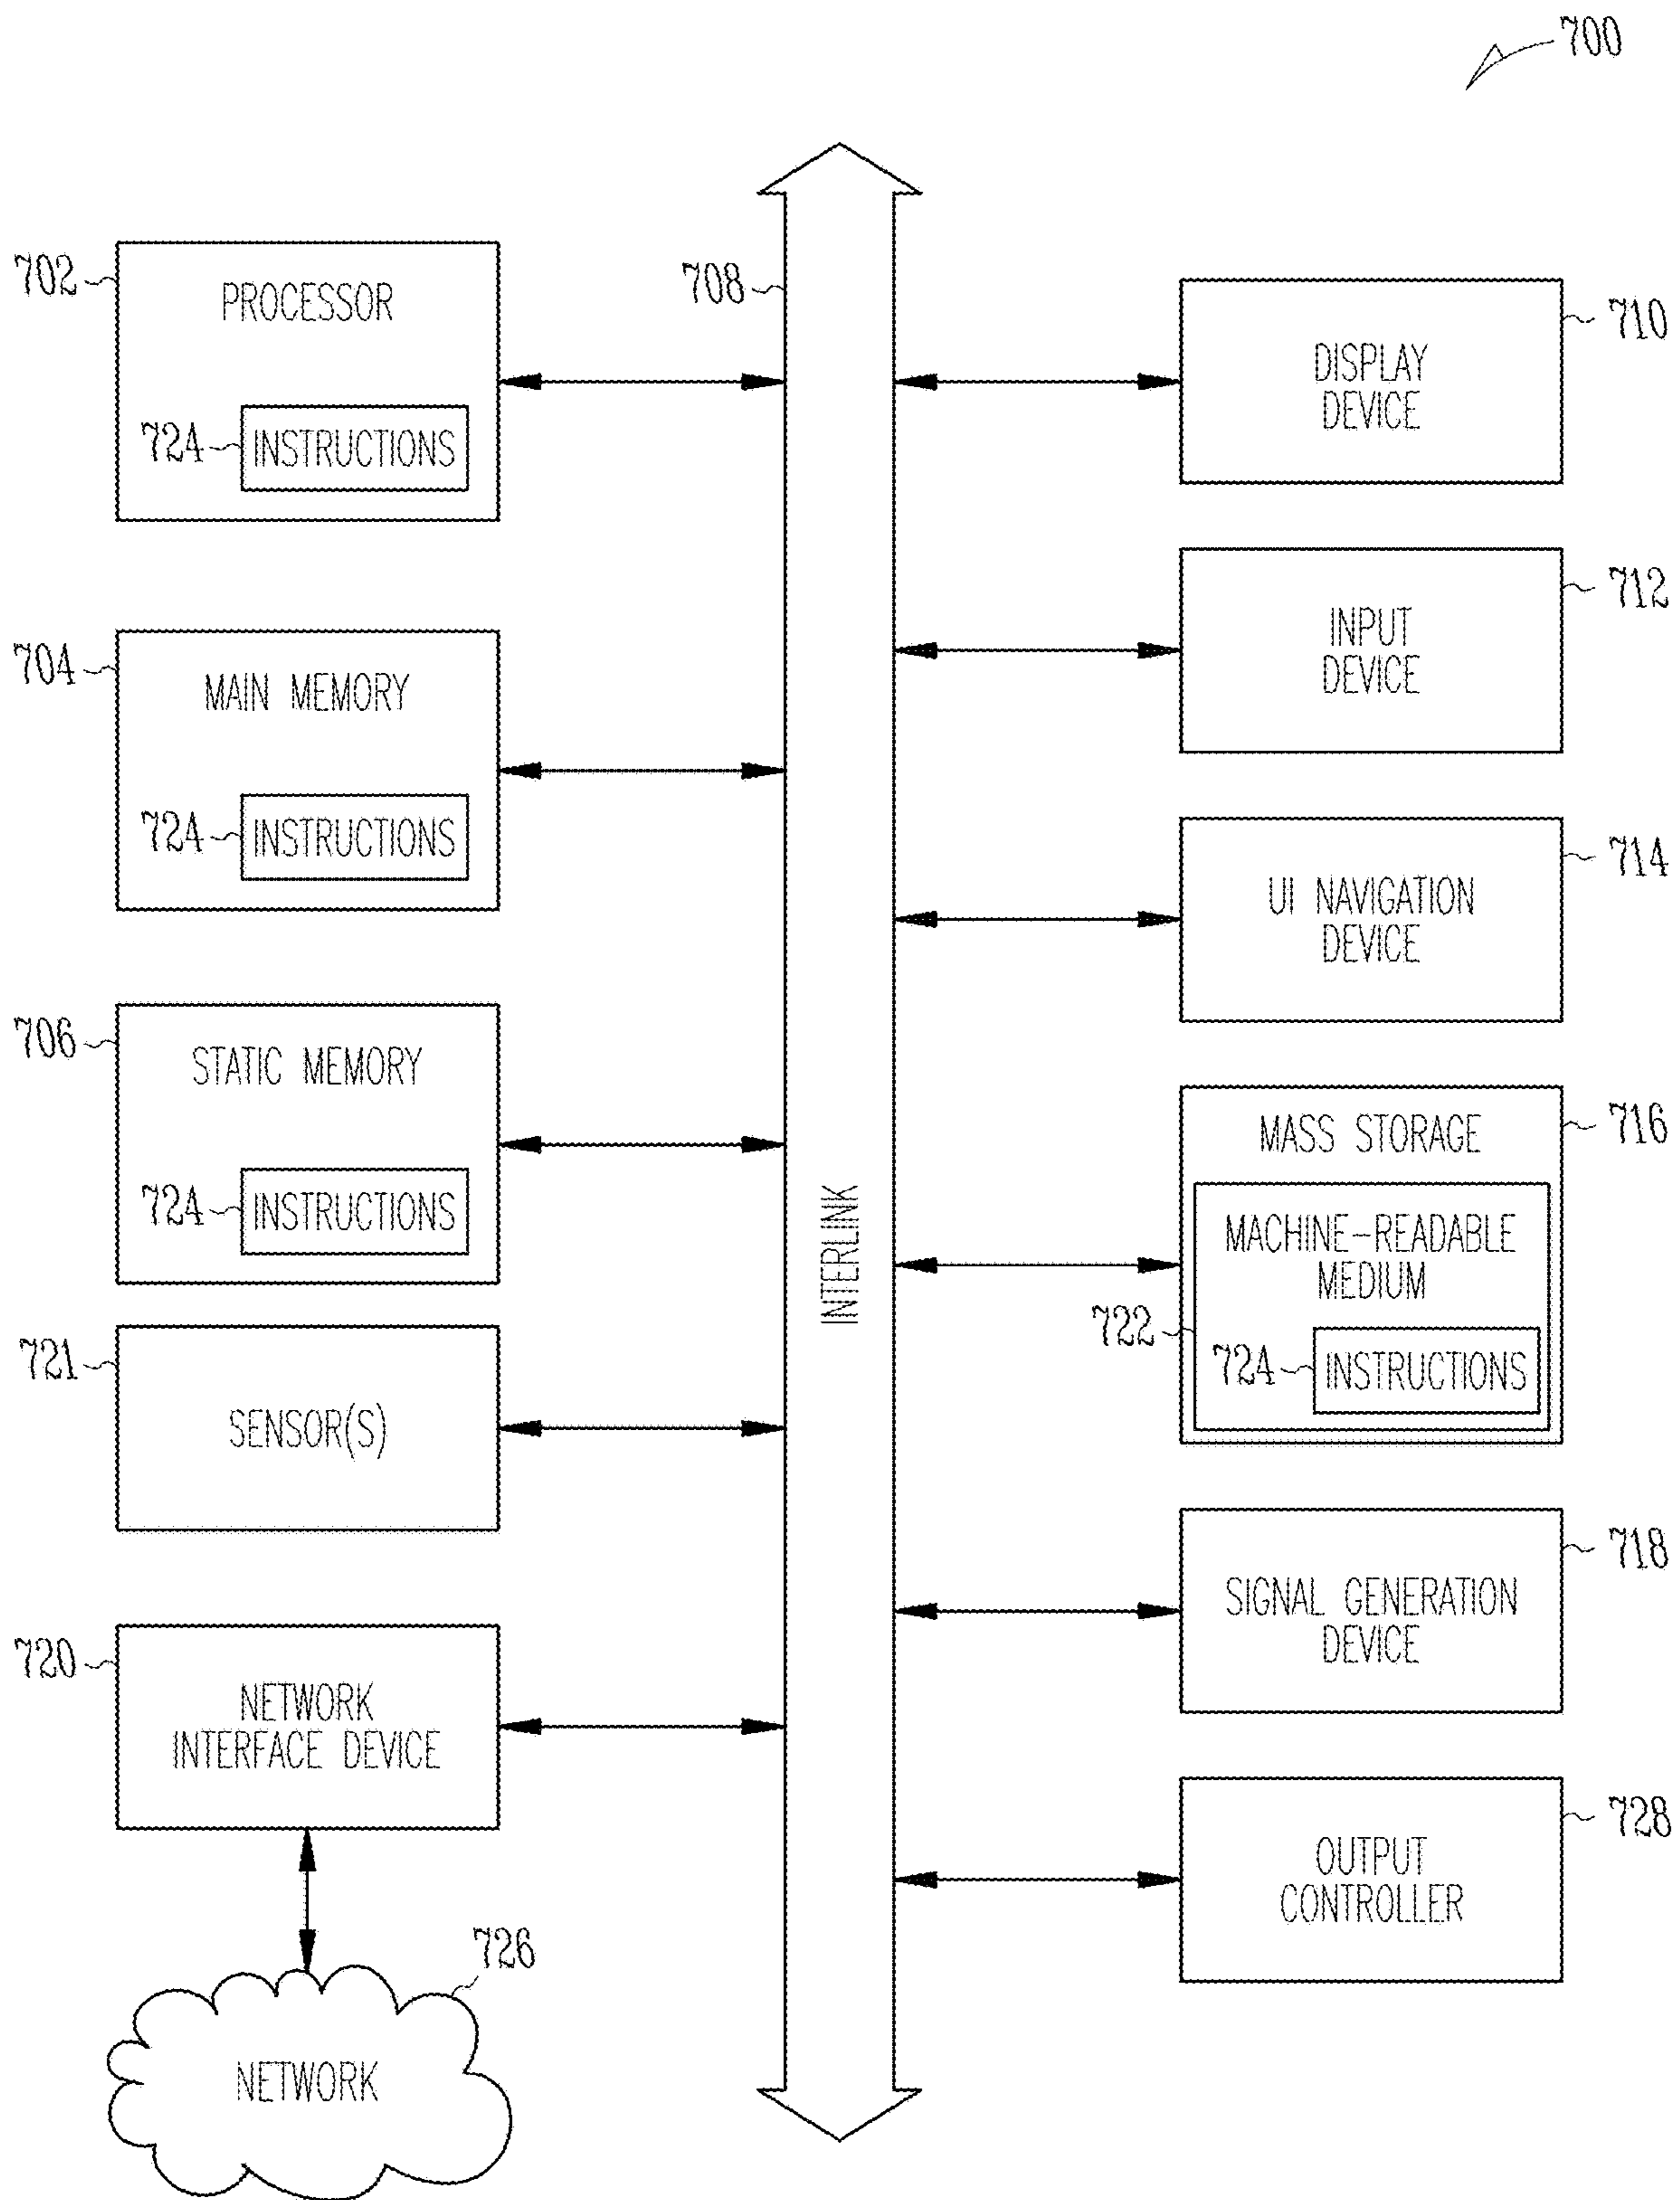 700
702
PROCESSOR
724
INSTRUCTIONS
704
MAIN MEMORY
724
INSTRUCTIONS
706
STATIC MEMORY
724
INSTRUCTIONS
721
SENSOR(S)
720
NETWORK
INTERFACE DEVICE
726
NETWORK
708
INTERLINK
710
DISPLAY
DEVICE
712
INPUT
DEVICE
714
UI NAVIGATION
DEVICE
716
MASS STORAGE
MACHINE-READABLE
MEDIUM
722
724
INSTRUCTIONS
718
SIGNAL GENERATION
DEVICE
728
OUTPUT
CONTROLLER